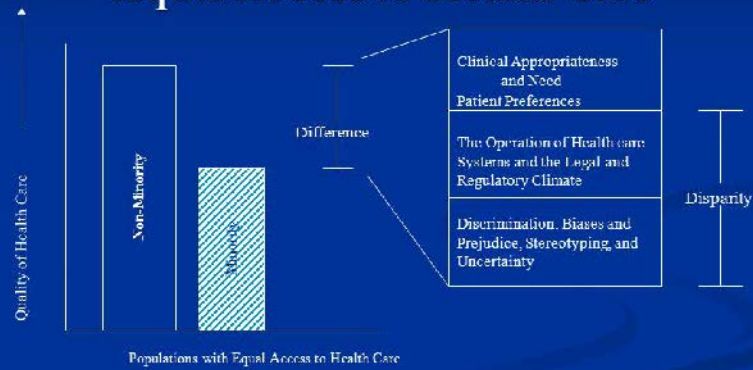 Quality of Health Care
Non-Minority
Minority
Difference
Populations with Equal Access to Health Care
Clinical Appropriateness
and Need
Patient Preferences
The Operation of Health care
Systems and the Legal and
Regulatory Climate
Discrimination, Biases and
Prejudice, Stereotyping, and
Uncertainty
Disparity